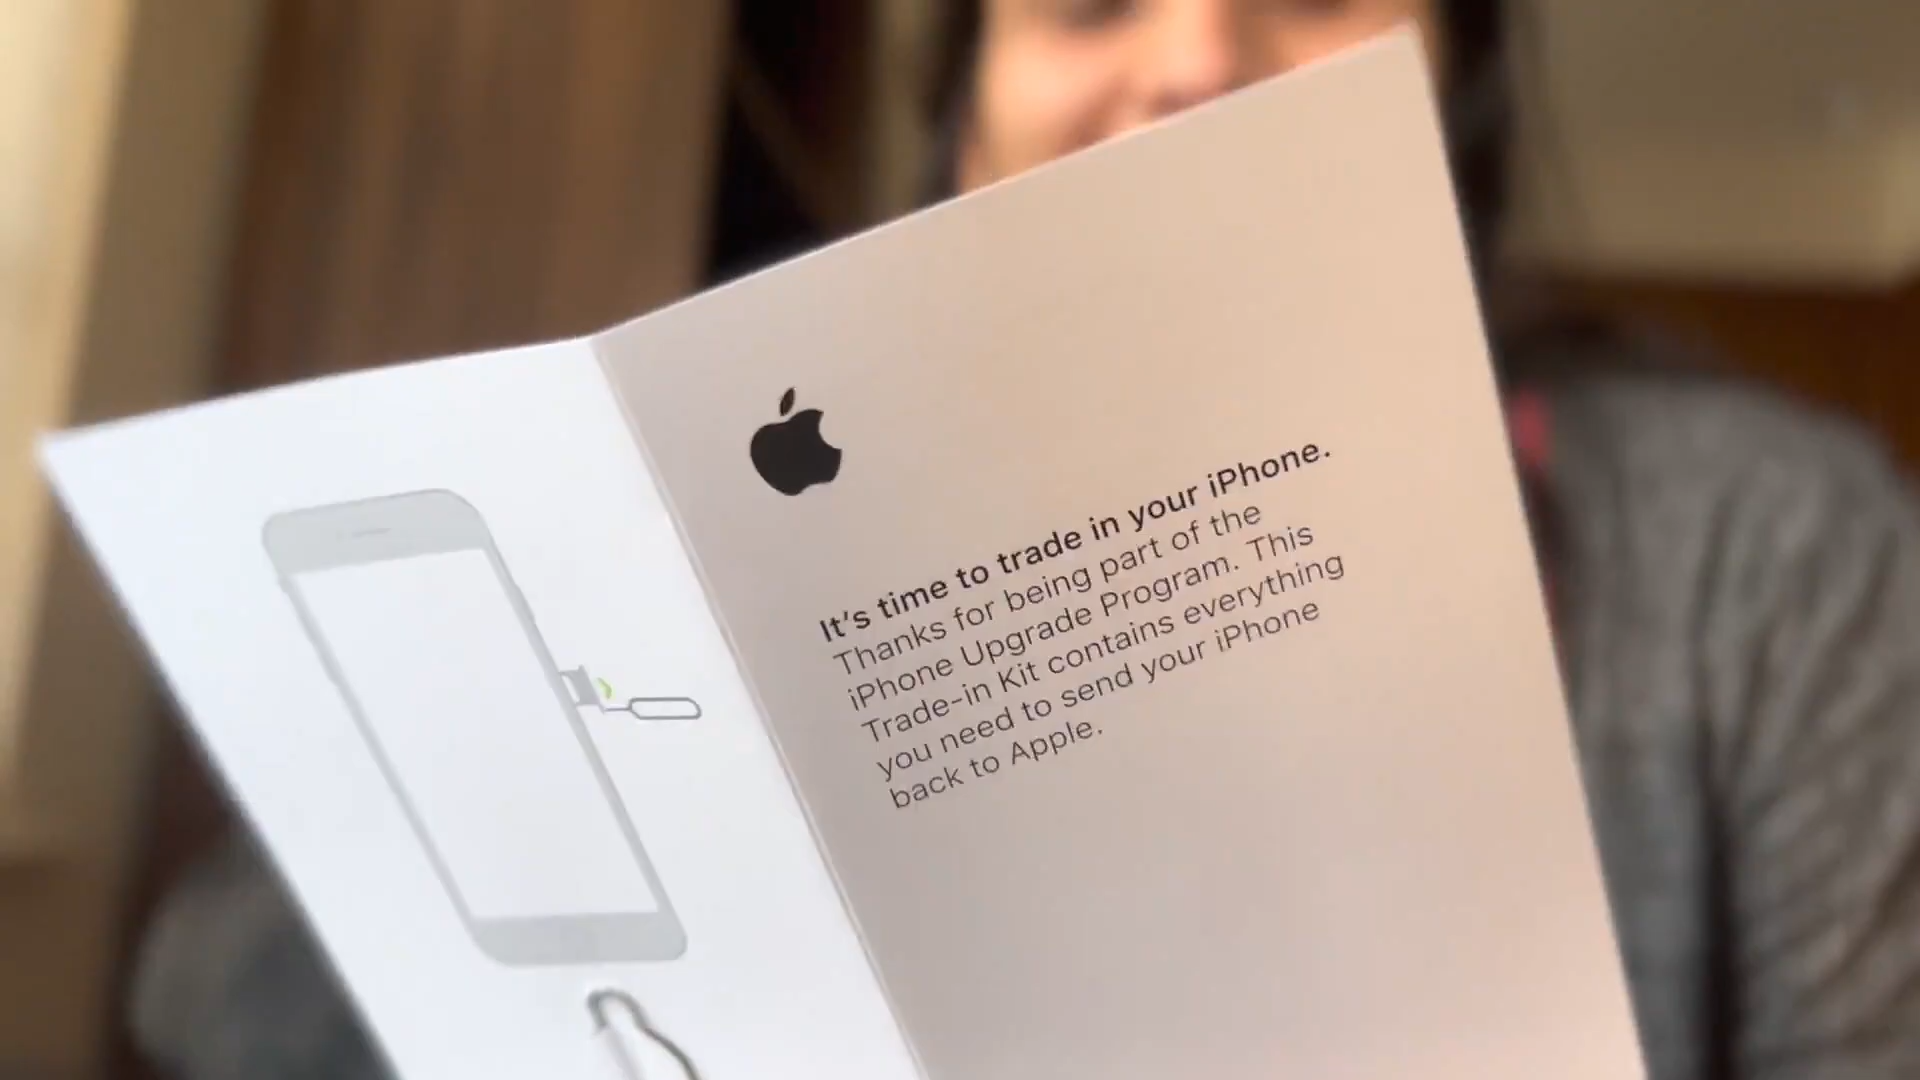 It's time to trade in your iPhone.
Thanks for being part of the
iPhone Upgrade Program. This
Trade-in Kit contains everything
you need to send your iPhone
back to Apple.